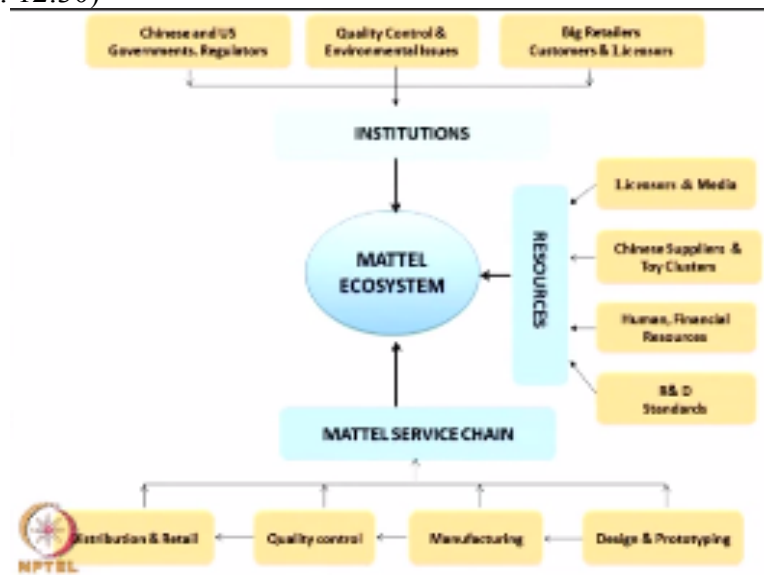 12:30)
Chinese and US
Governments. Regulators
Quality Control &
Environmental Issues
Big Retailers
Customers & Licensors
INSTITUTIONS
MATTEL
ECOSYSTEM
RESOURCES
Licensors & Media
Chinese Suppliers &
Toy Clusters
Human, Financial
Resources
R& D
Standards
MATTEL SERVICE CHAIN
Distribution & Retail
Quality control
Manufacturing
Design & Prototyping
NPTEL